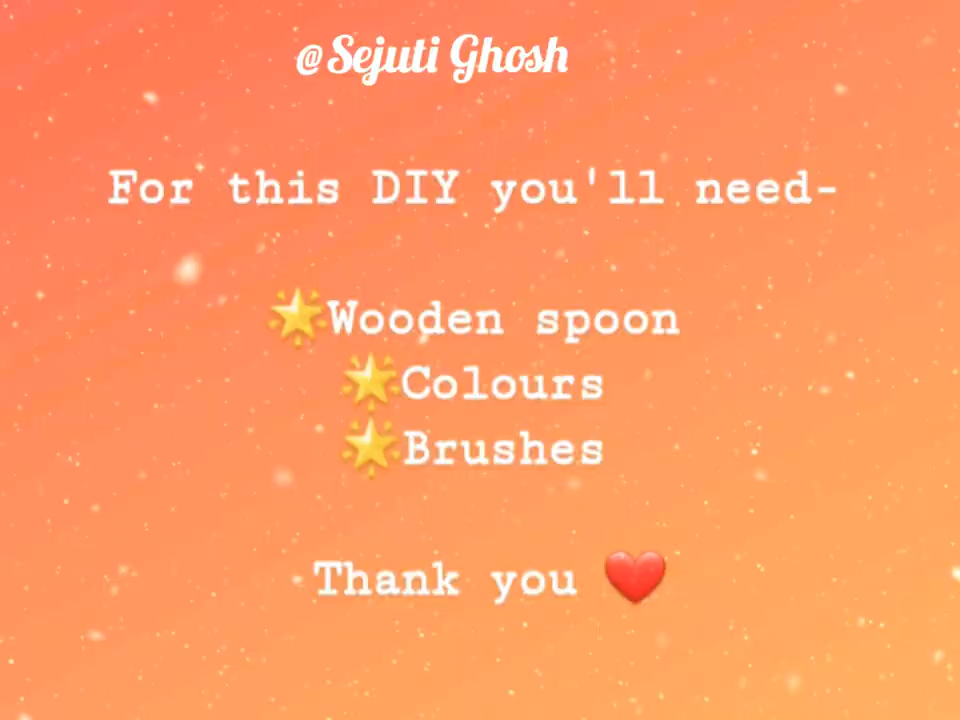 @Sejuti Ghosh
For this DIY you'll need-
🌟Wooden spoon
🌟Colours
🌟Brushes
Thank you ❤️